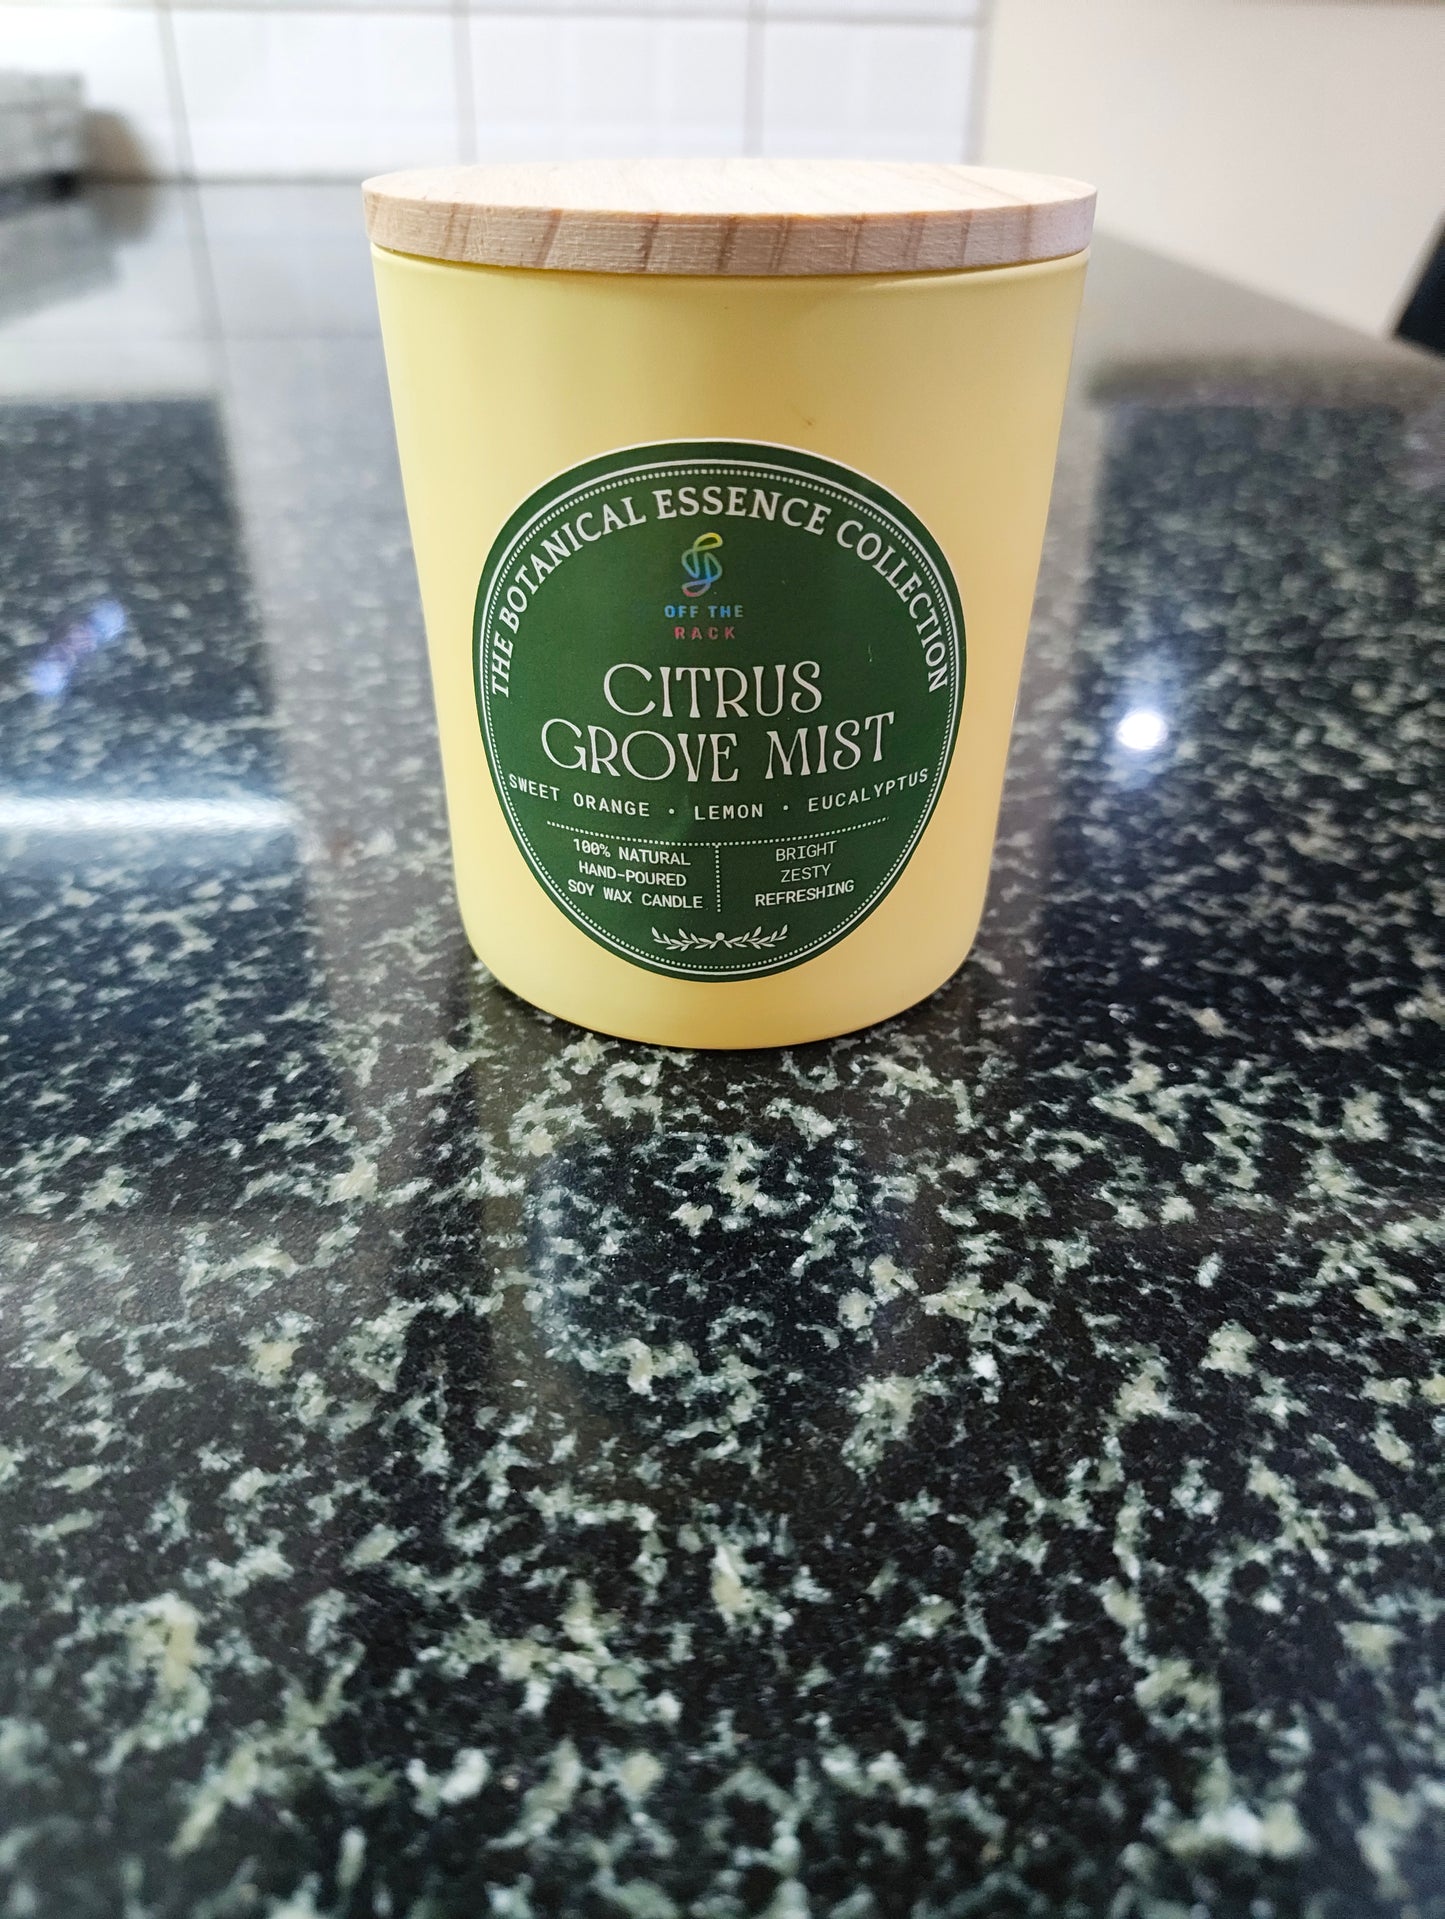 THE BOTANICAL ESSENCE COLLECTION
OFF THE
RACK
CITRUS
GROVE MIST
SWEET ORANGE • LEMON • EUCALYPTUS
100% NATURAL
HAND-POURED
SOY WAX CANDLE
BRIGHT
ZESTY
REFRESHING